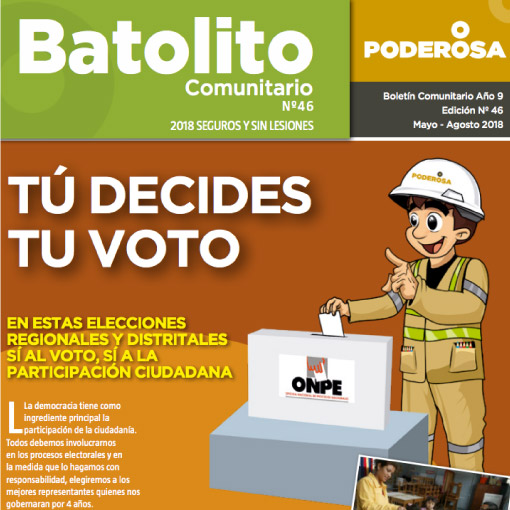 Batolito
Comunitario
Nº46
2018 SEGUROS Y SIN LESIONES
PODEROSA
Boletín Comunitario Año 9
Edición Nº 46
Mayo - Agosto 2018
TÚ DECIDES
TU VOTO
PODEROSA
EN ESTAS ELECCIONES
REGIONALES Y DISTRITALES
SÍ AL VOTO, SÍ A LA
PARTICIPACIÓN CIUDADANA
ONPE
La democracia tiene como
ingrediente principal la
participación de la ciudadanía.
Todos debemos involucrarnos
en los procesos electorales y en
la medida que lo hagamos con
responsabilidad, elegiremos a los
mejores representantes quienes nos
gobernaran por 4 años.